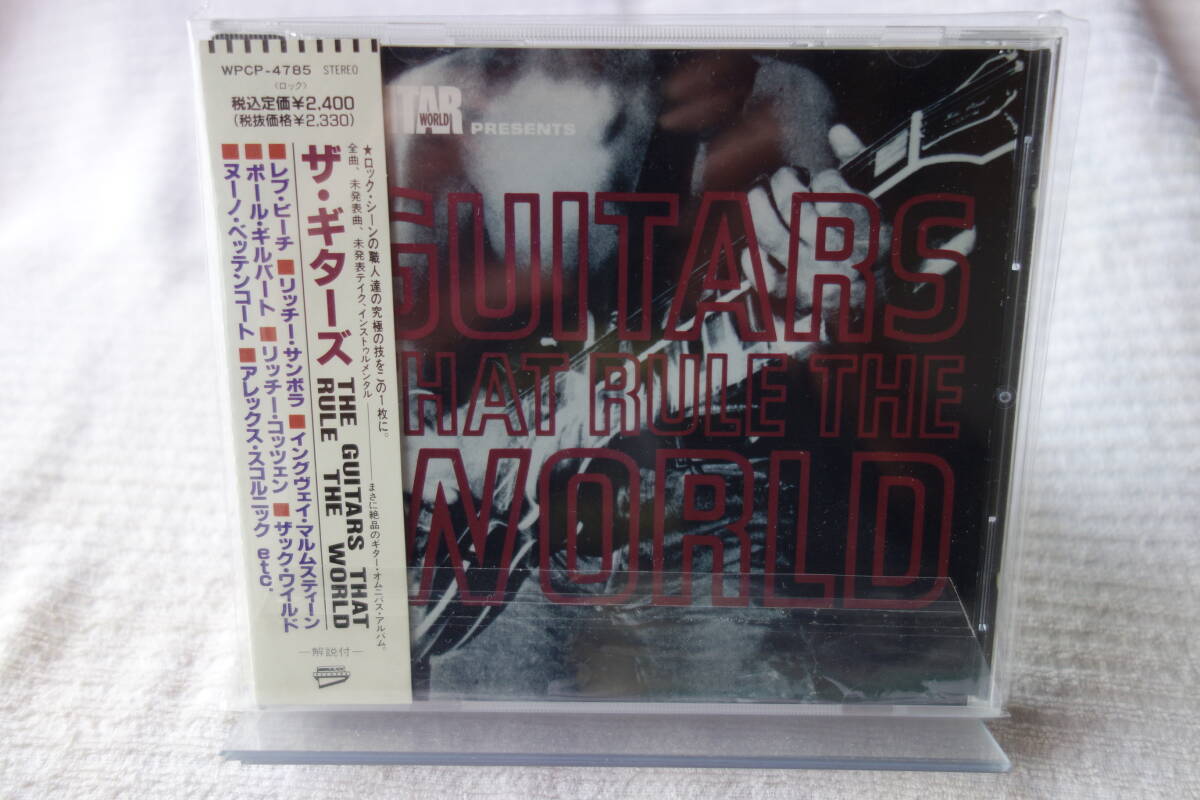 WPCP-4785 STEREO
〈ロック〉
税込定価¥2,400
(税抜価格¥2,330)
★ロック・シーンの職人達の究極の技をこの1枚に。
全曲、未発表曲、未発表テイク、インストゥルメンタル
まさに絶品のギター・オムニバス・アルバム。
ザ・ギターズ
THE GUITARS THAT
RULE THE WORLD
■レブ・ビーチ ■リッチー・サンボラ ■イングヴェイ・マルムスティーン
■ポール・ギルバート ■リッチー・コッツェン ■ザック・ワイルド
■ヌーノ・ベッテンコート ■アレックス・スコルニック etc.
—解説付—
TAR
WORLD
PRESENTS
GUITARS
HAT RULE THE
WORLD